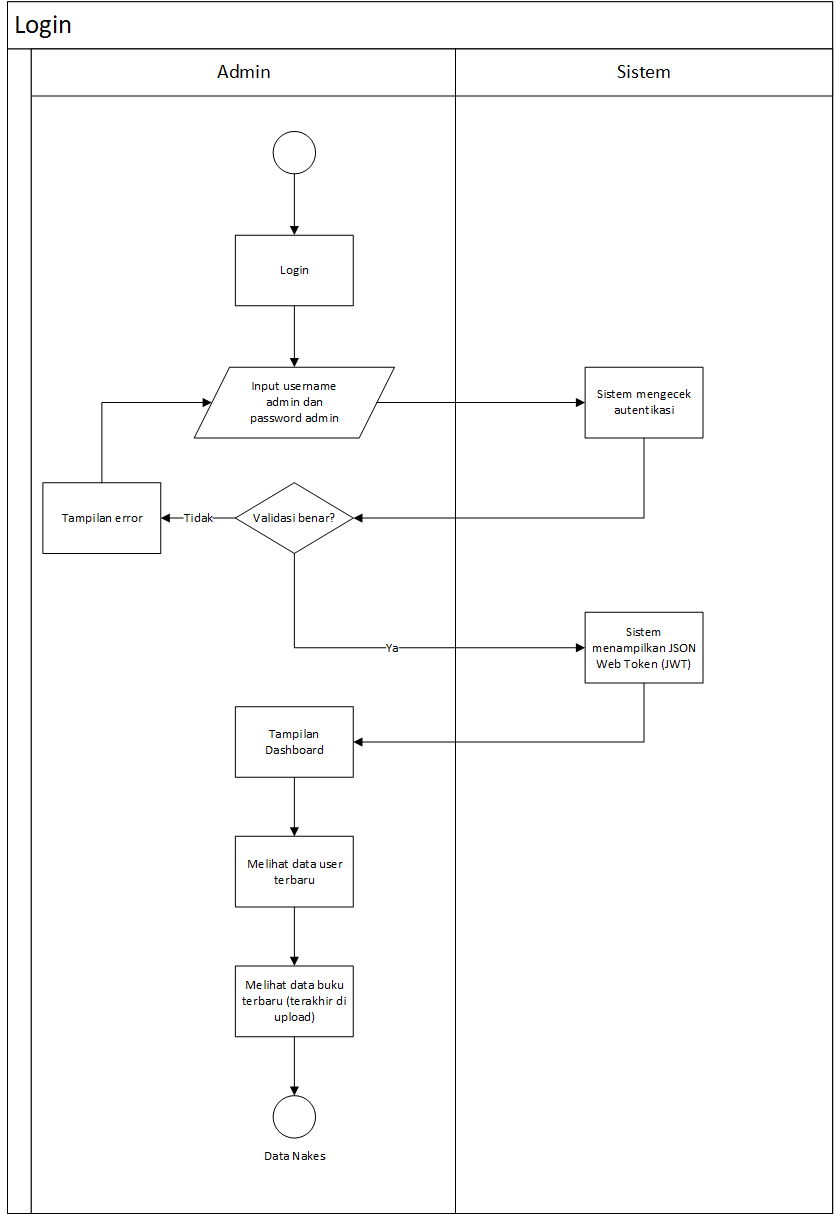 Login
Admin
Sistem
Login
Input username
admin dan
password admin
Sistem mengecek
autentikasi
Tampilan error
Tidak
Validasi benar?
Ya
Sistem
menampilkan JSON
Web Token (JWT)
Tampilan
Dashboard
Melihat data user
terbaru
Melihat data buku
terbaru (terakhir di
upload)
Data Nakes